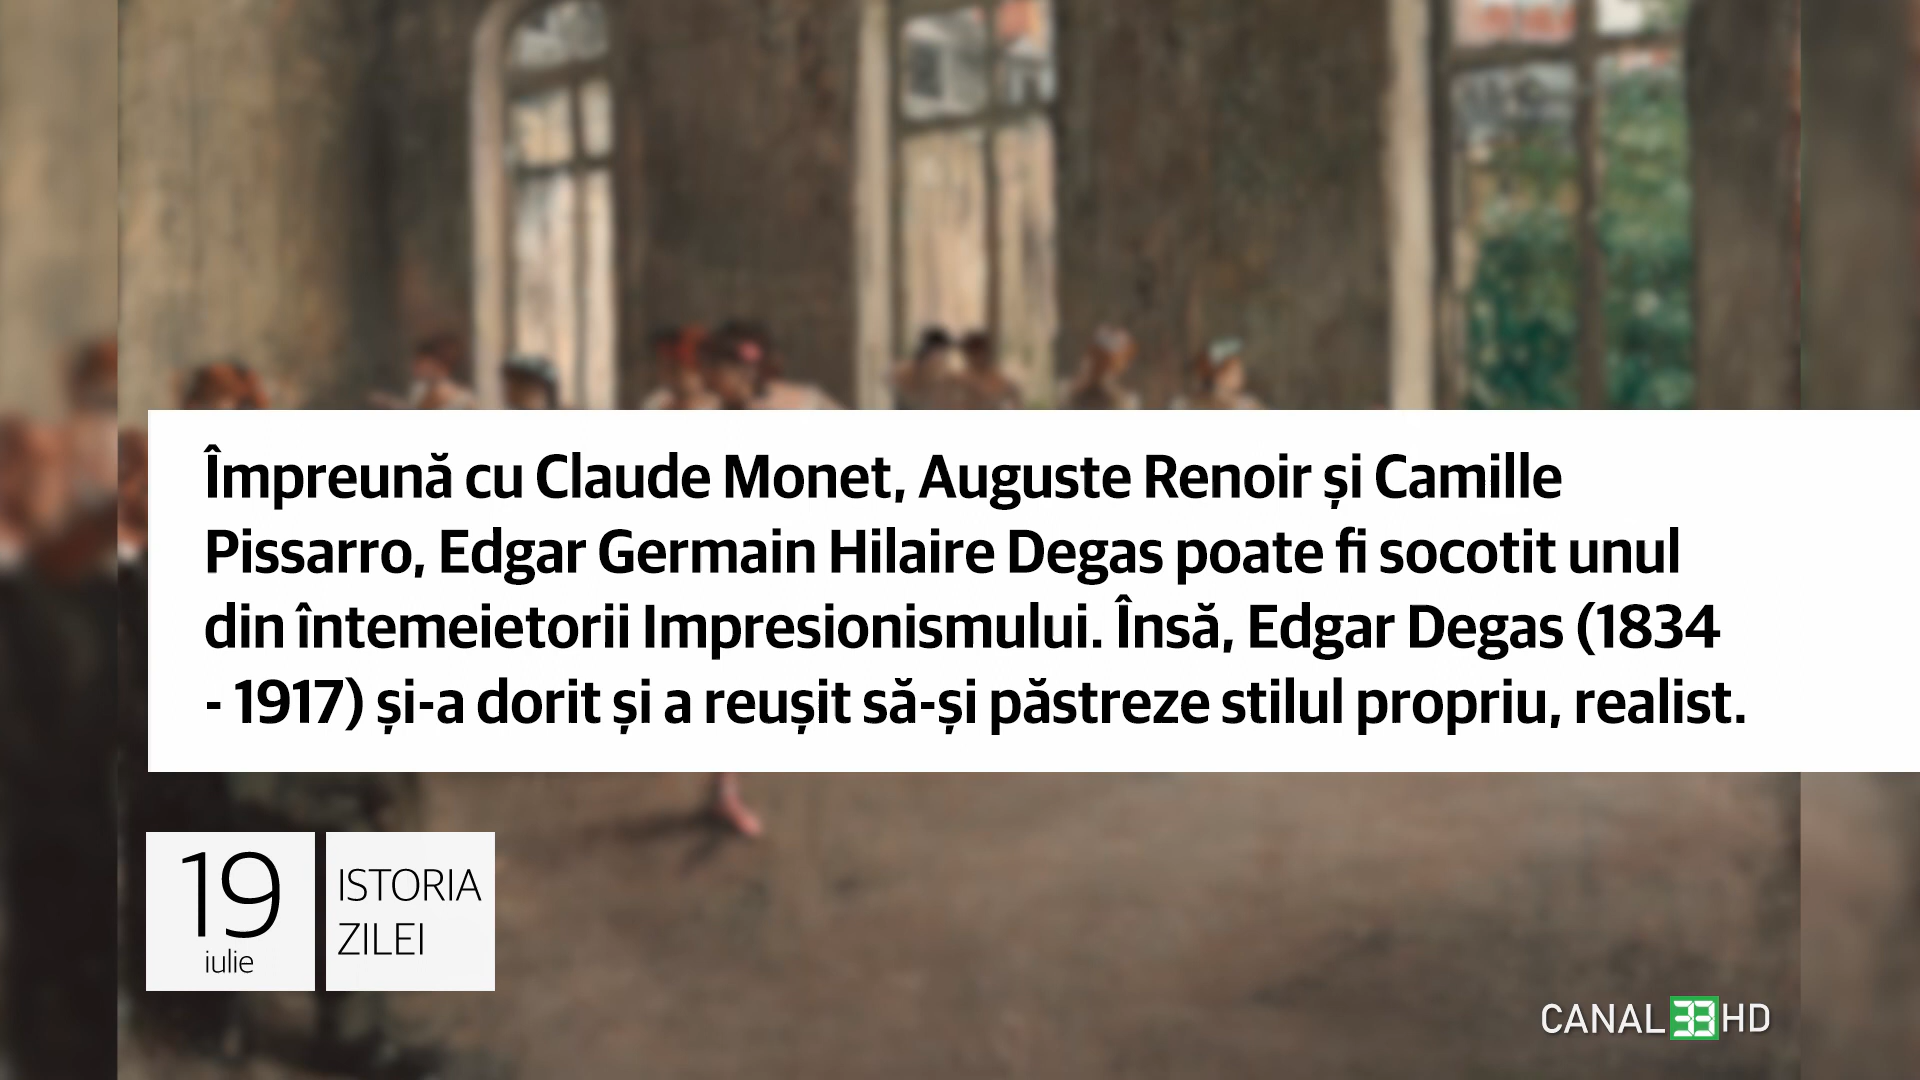 Împreună cu Claude Monet, Auguste Renoir și Camille
Pissarro, Edgar Germain Hilaire Degas poate fi socotit unul
din întemeietorii Impresionismului. Însă, Edgar Degas (1834
- 1917) și-a dorit și a reușit să-și păstreze stilul propriu, realist.
19
iulie
ISTORIA
ZILEI
CANAL 33 HD